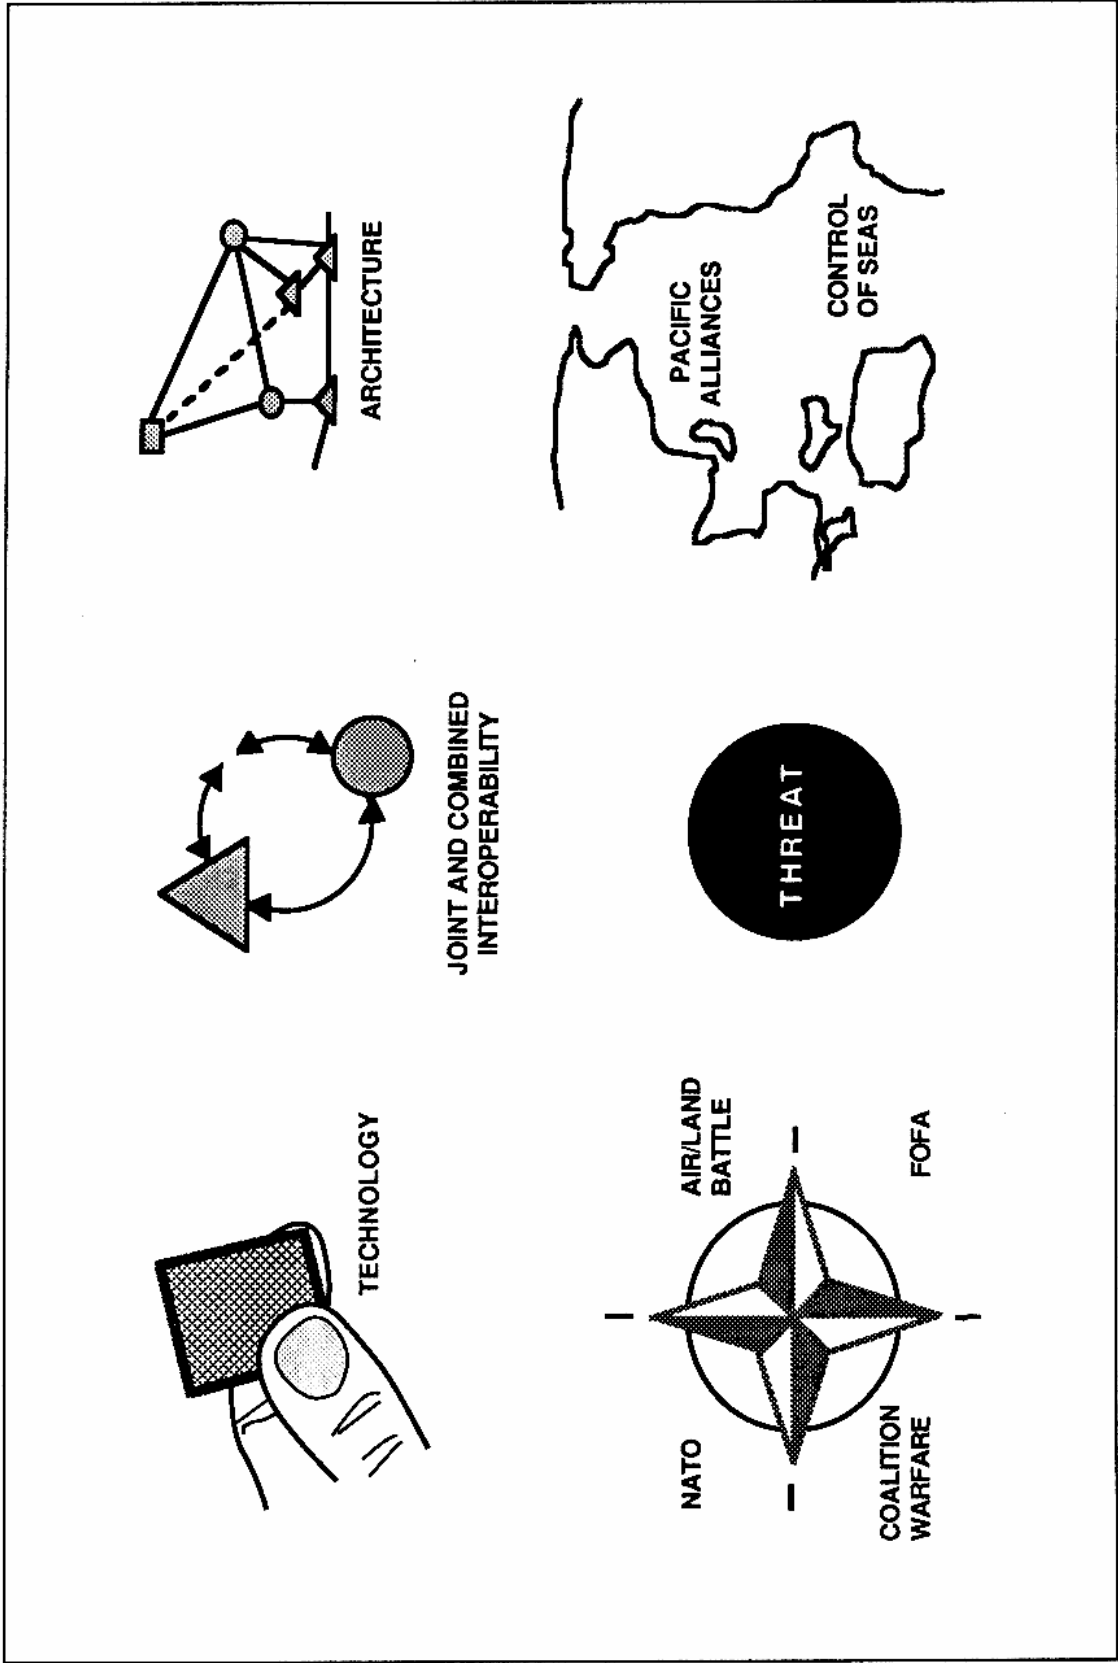 TECHNOLOGY
JOINT AND COMBINED
INTEROPERABILITY
ARCHITECTURE
NATO
AIR/LAND
BATTLE
COALITION
WARFARE
FOFA
THREAT
PACIFIC
ALLIANCES
CONTROL
OF SEAS